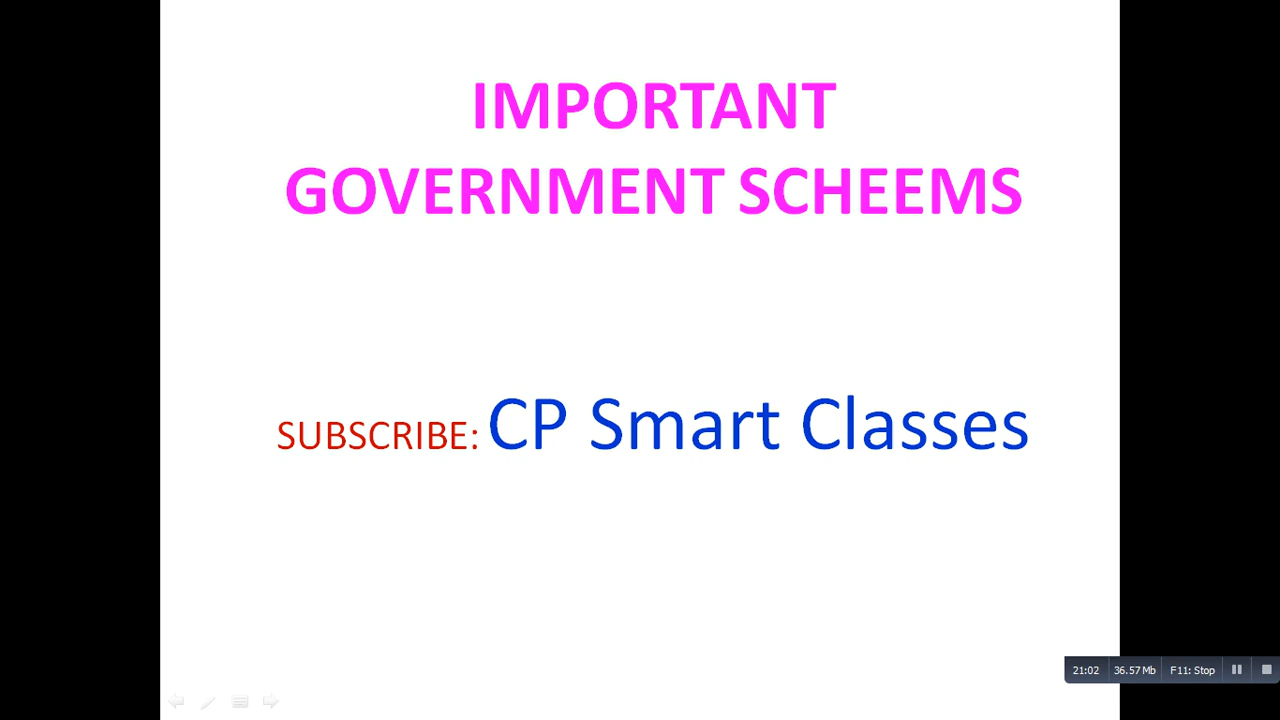 IMPORTANT
GOVERNMENT SCHEEMS
SUBSCRIBE: CP Smart Classes
21:02 36.57 Mb F11: Stop